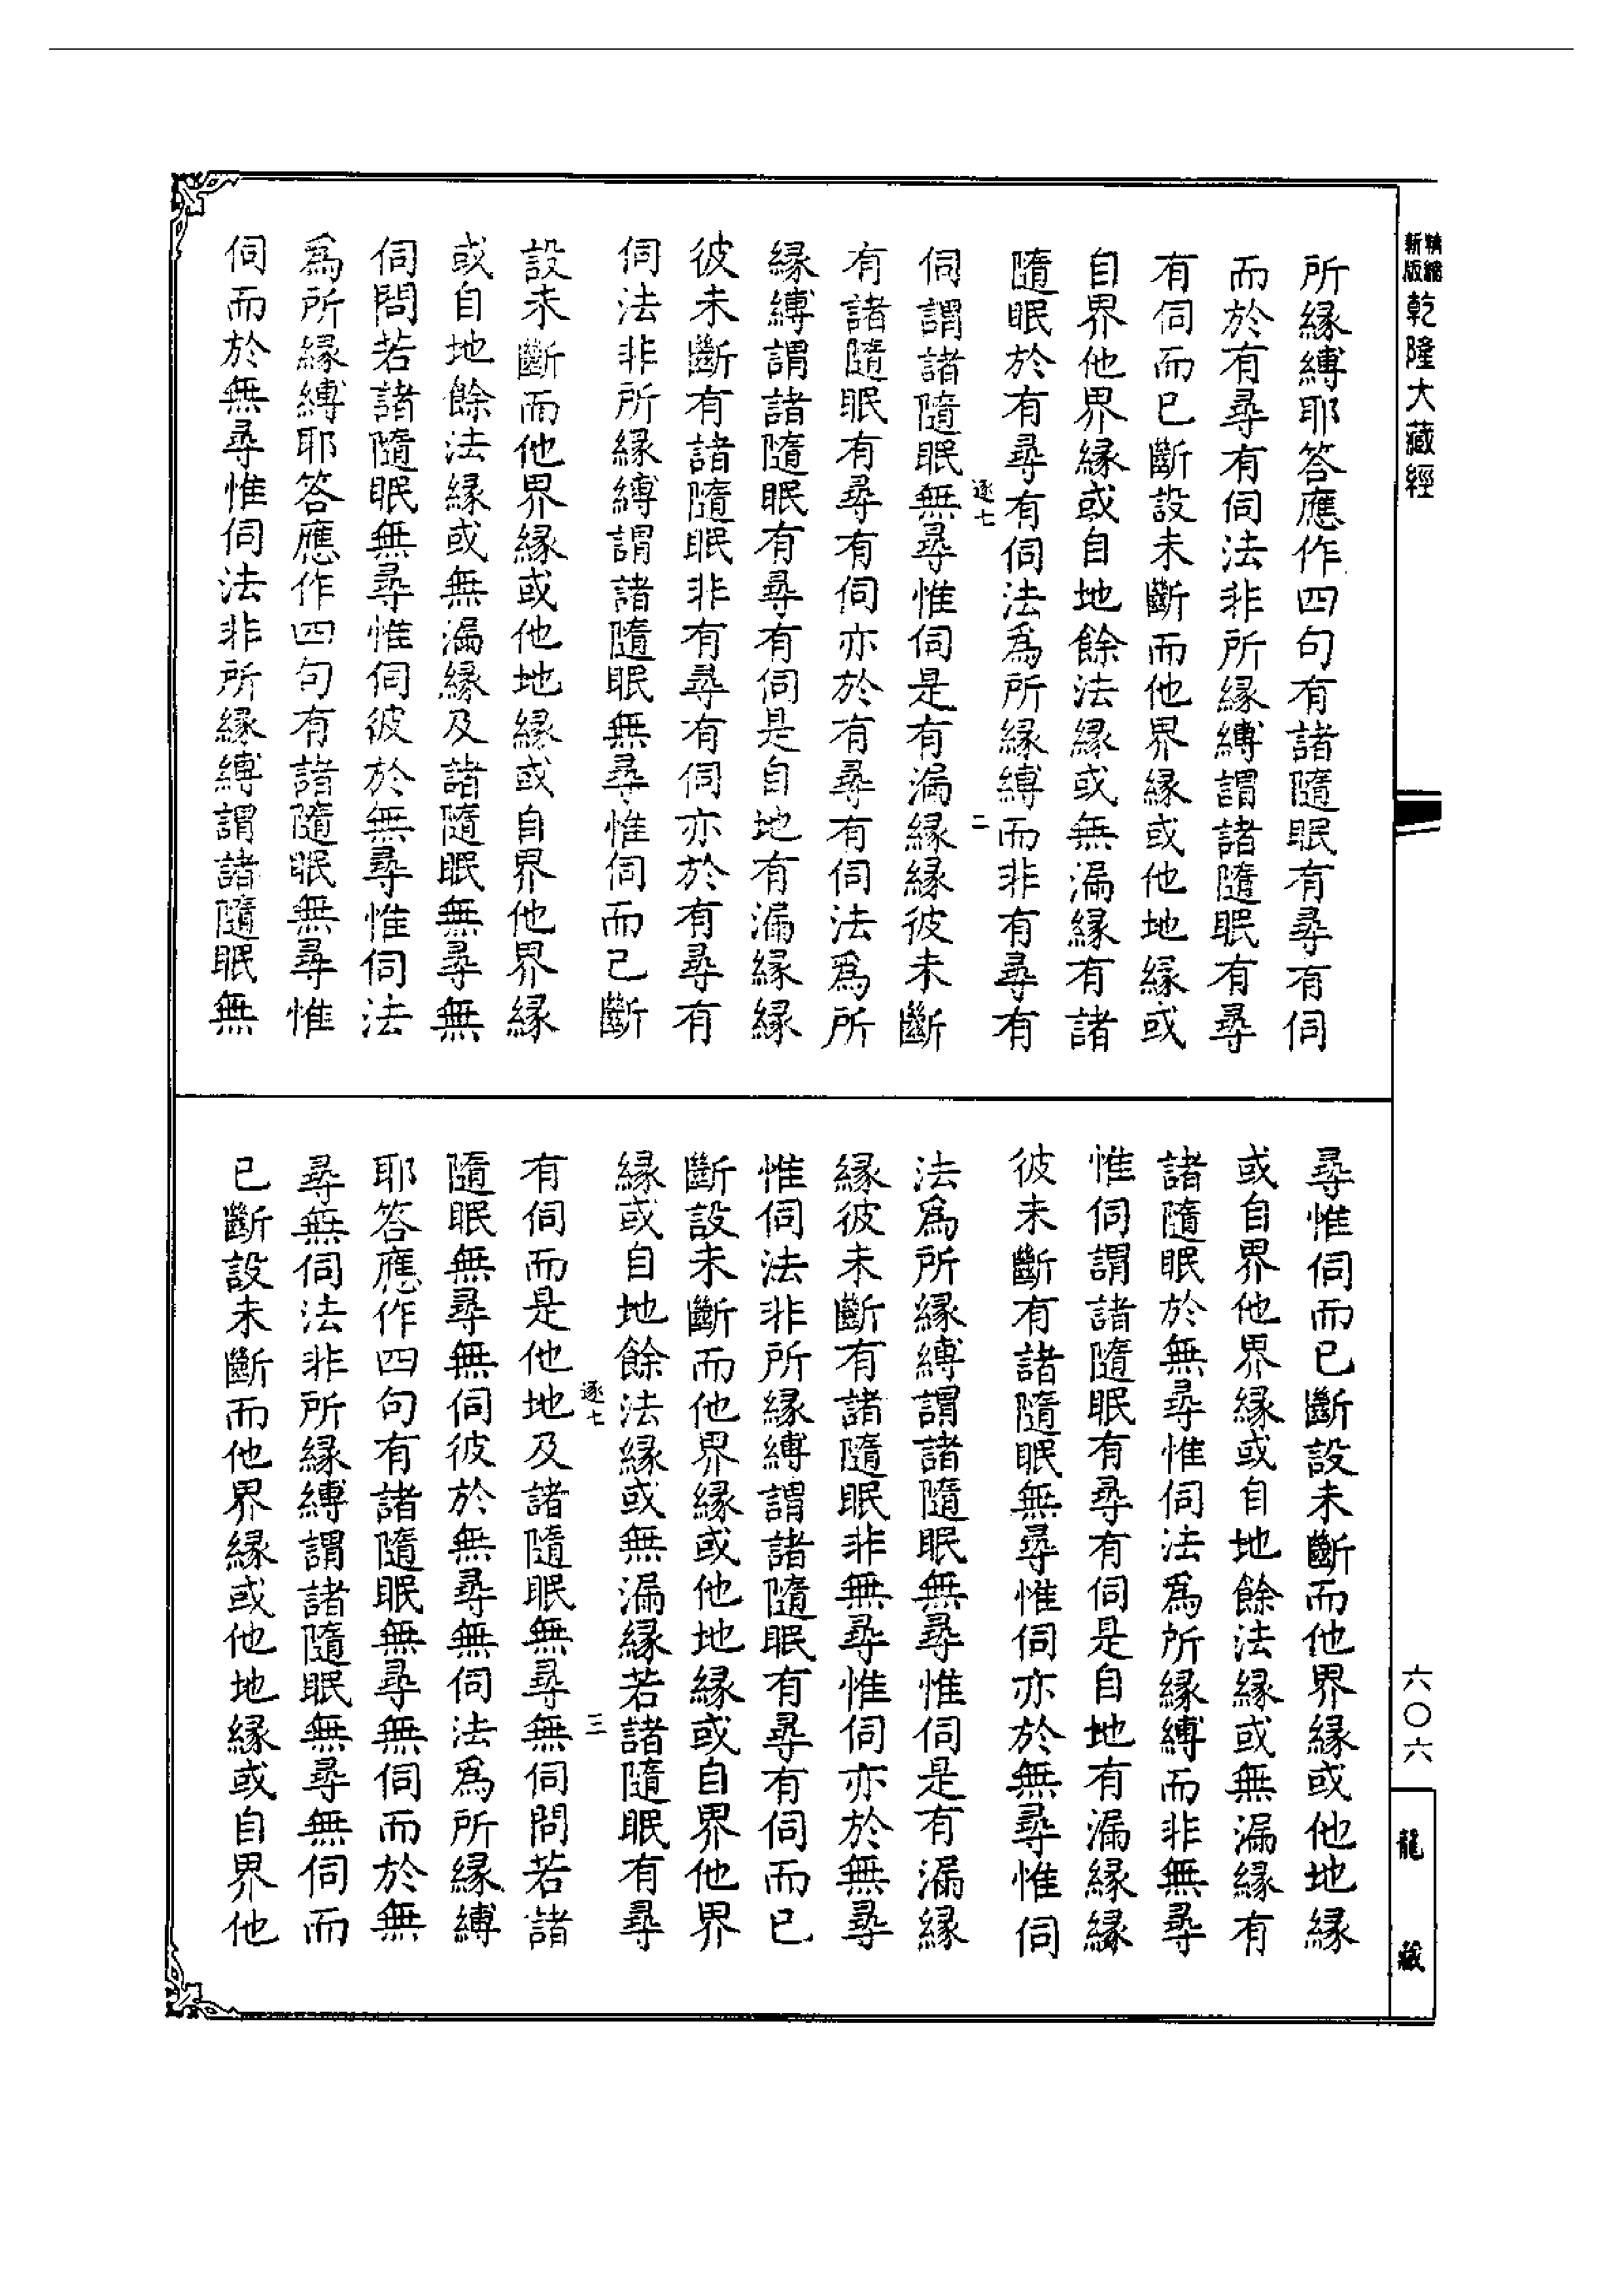 精縮新版乾隆大藏經
所緣縛耶答應作四句有諸隨眠有尋有伺
而於有尋有伺法非所緣縛謂諸隨眠有尋
有伺而已斷設未斷而他界緣或他地緣或
自界他界緣或自地餘法緣或無漏緣有諸
隨眠於有尋有伺法為所緣縛而非有尋有
逐七 二
伺謂諸隨眠無尋惟伺是有漏緣緣彼未斷
有諸隨眠有尋有伺亦於有尋有伺法為所
緣縛謂諸隨眠有尋有伺是自地有漏緣緣
彼未斷有諸隨眠非有尋有伺亦於有尋有
伺法非所緣縛謂諸隨眠無尋惟伺而已斷
設未斷而他界緣或他地緣或自界他界緣
或自地餘法緣或無漏緣及諸隨眠無尋無
伺問若諸隨眠無尋惟伺彼於無尋惟伺法
為所緣縛耶答應作四句有諸隨眠無尋惟
伺而於無尋惟伺法非所緣縛謂諸隨眠無
尋惟伺而已斷設未斷而他界緣或他地緣
或自界他界緣或自地餘法緣或無漏緣有
諸隨眠於無尋惟伺法為所緣縛而非無尋
惟伺謂諸隨眠有尋有伺是自地有漏緣緣
彼未斷有諸隨眠無尋惟伺亦於無尋惟伺
法為所緣縛謂諸隨眠無尋惟伺是有漏緣
緣彼未斷有諸隨眠非無尋惟伺亦於無尋
惟伺法非所緣縛謂諸隨眠有尋有伺而已
斷設未斷而他界緣或他地緣或自界他界
緣或自地餘法緣或無漏緣若諸隨眠有尋
逐七 三
有伺而是他地及諸隨眠無尋無伺問若諸
隨眠無尋無伺彼於無尋無伺法為所緣縛
耶答應作四句有諸隨眠無尋無伺而於無
尋無伺法非所緣縛謂諸隨眠無尋無伺而
已斷設未斷而他界緣或他地緣或自界他
六〇六
龍藏